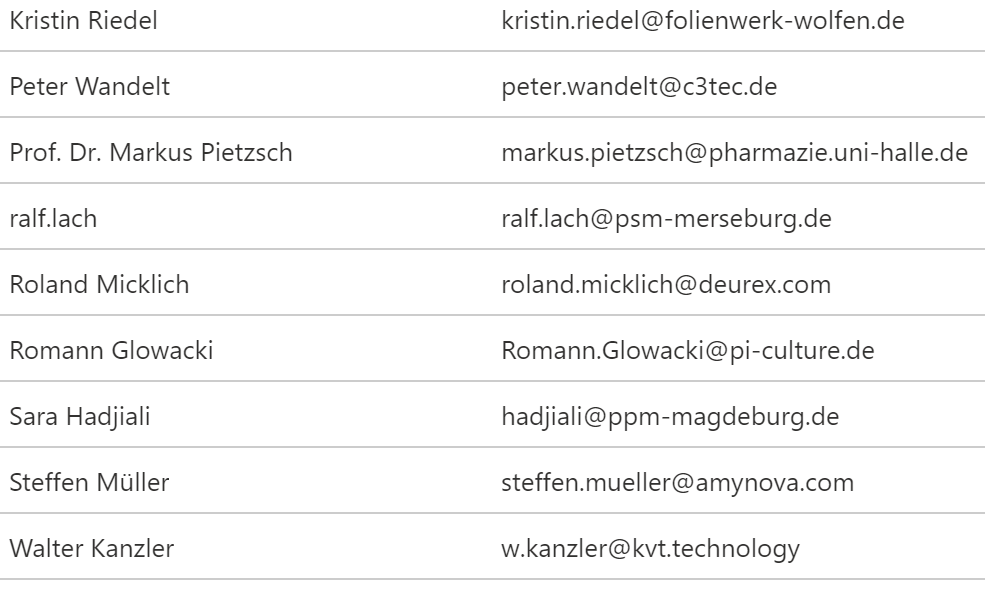 Kristin Riedel kristin.riedel@folienwerk-wolfen.de
Peter Wandelt peter.wandelt@c3tec.de
Prof. Dr. Markus Pietzsch markus.pietzsch@pharmazie.uni-halle.de
ralf.lach ralf.lach@psm-merseburg.de
Roland Micklich roland.micklich@deurex.com
Romann Glowacki Romann.Glowacki@pi-culture.de
Sara Hadjiali hadjiali@ppm-magdeburg.de
Steffen Müller steffen.mueller@amynova.com
Walter Kanzler w.kanzler@kvt.technology